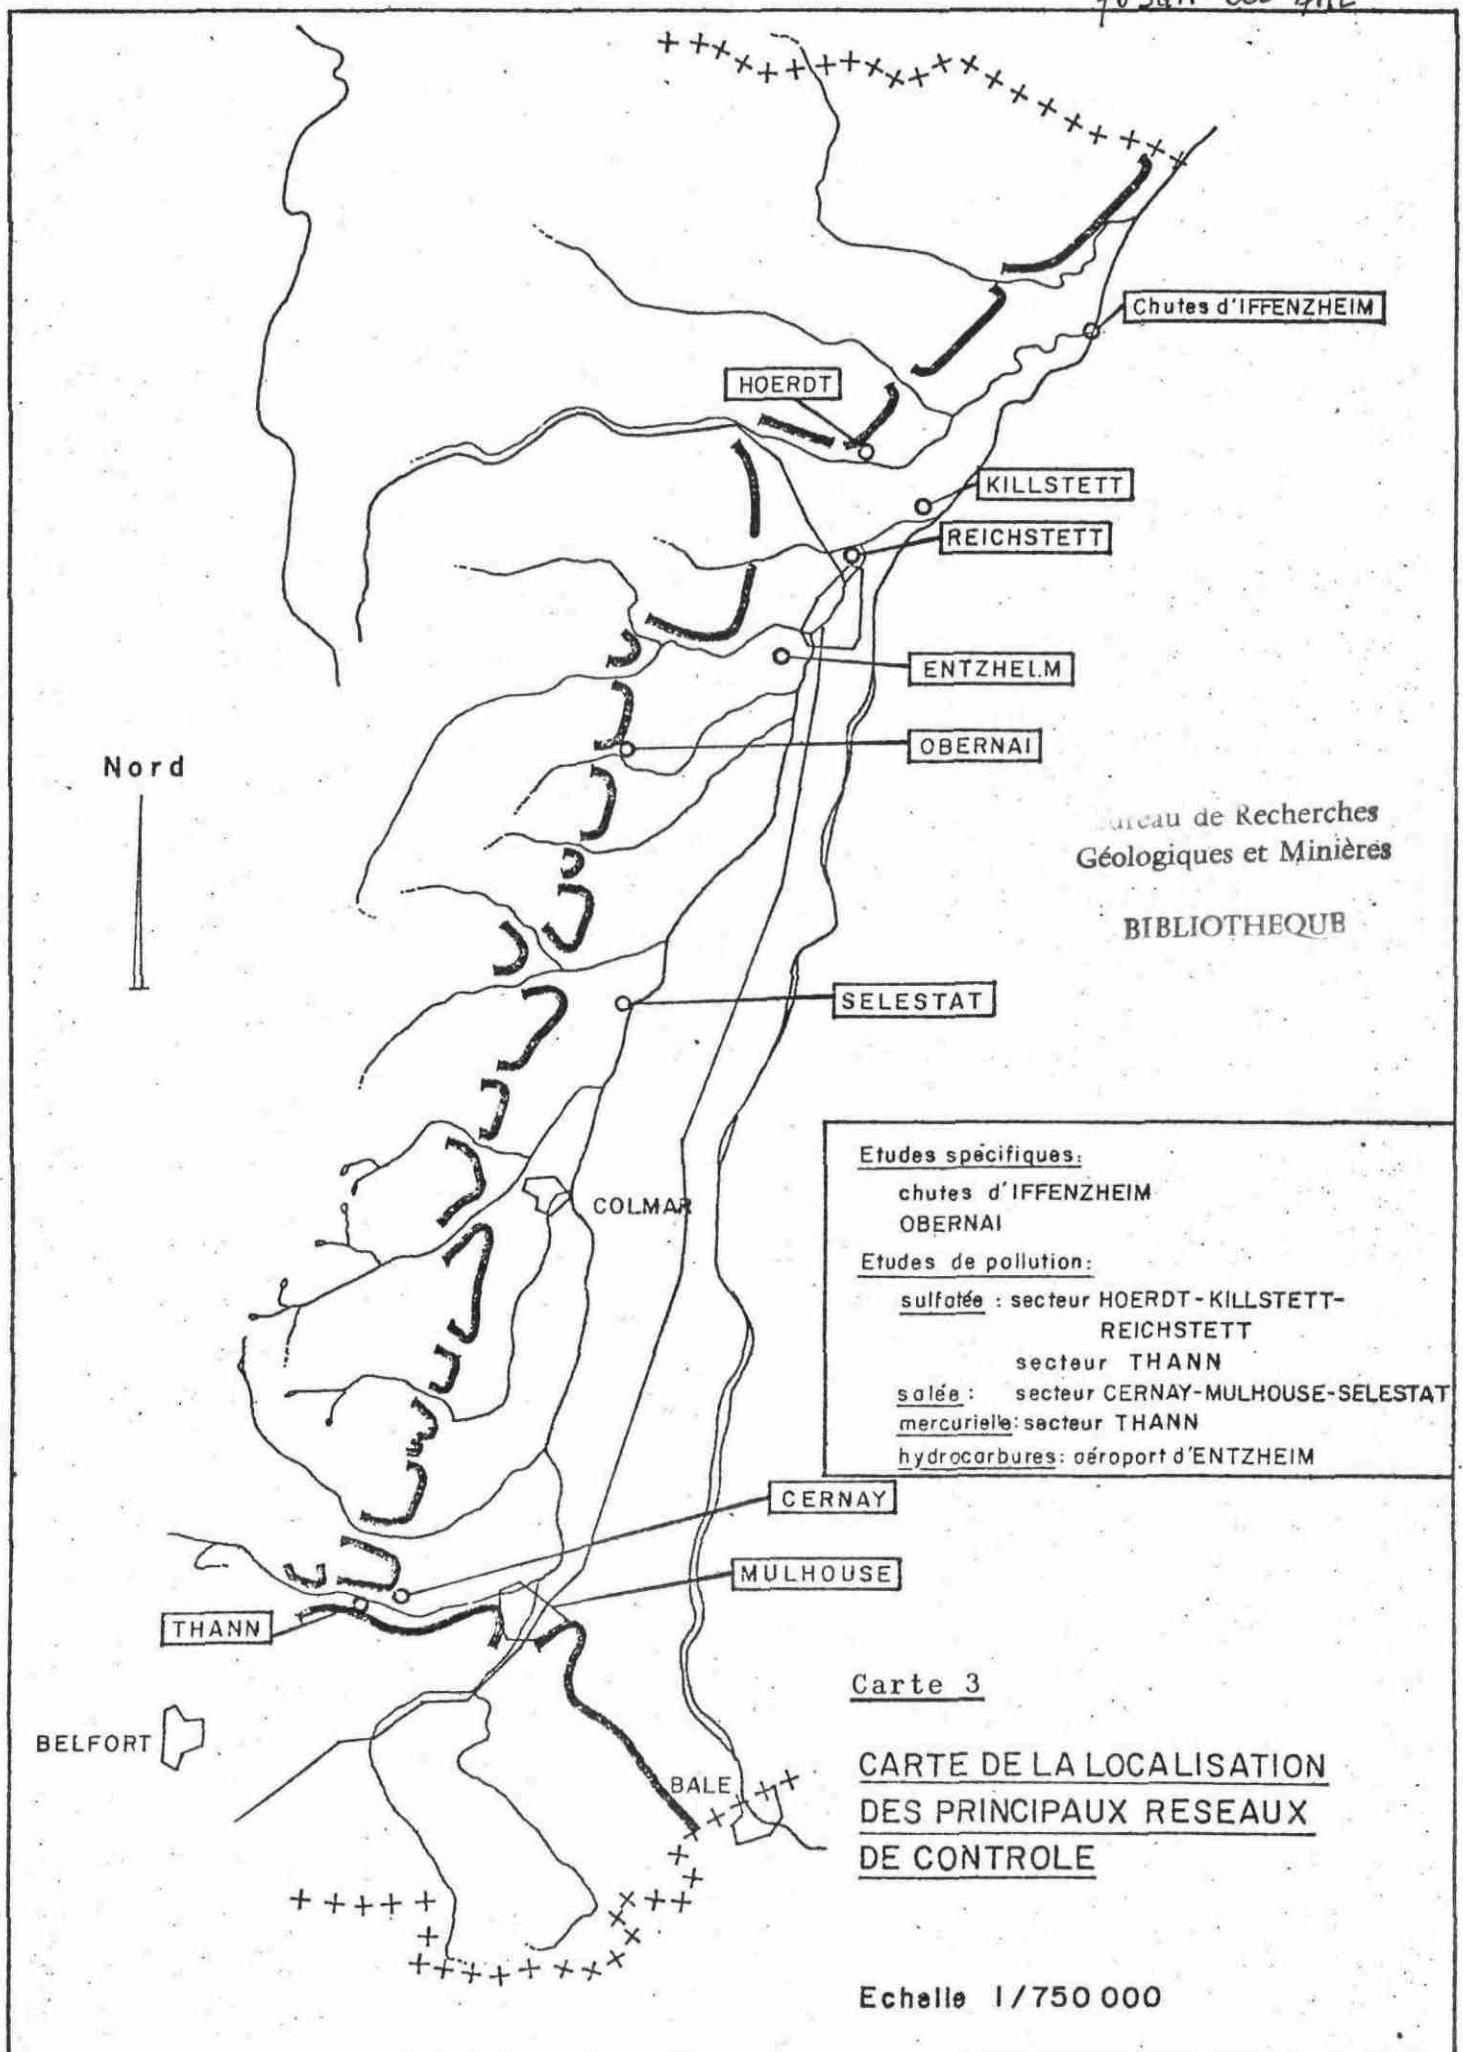 Chutes d'IFFENZHEIM
HOERDT
KILLSTETT
REICHSTETT
ENTZHEIM
OBERNAI
Nord
de Recherches
Géologiques et Minières
BIBLIOTHEQUE
SELESTAT
Etudes spécifiques:
chutes d'IFFENZHEIM
OBERNAI
Etudes de pollution:
sulfatée : secteur HOERDT-KILLSTETT-
REICHSTETT
secteur THANN
salée : secteur CERNAY-MULHOUSE-SELESTAT
mercurielle: secteur THANN
hydrocarbures: aéroport d'ENTZHEIM
COLMAR
CERNAY
MULHOUSE
THANN
BELFORT
BALE
Carte 3
CARTE DE LA LOCALISATION
DES PRINCIPAUX RESEAUX
DE CONTROLE
Echelle 1/750 000